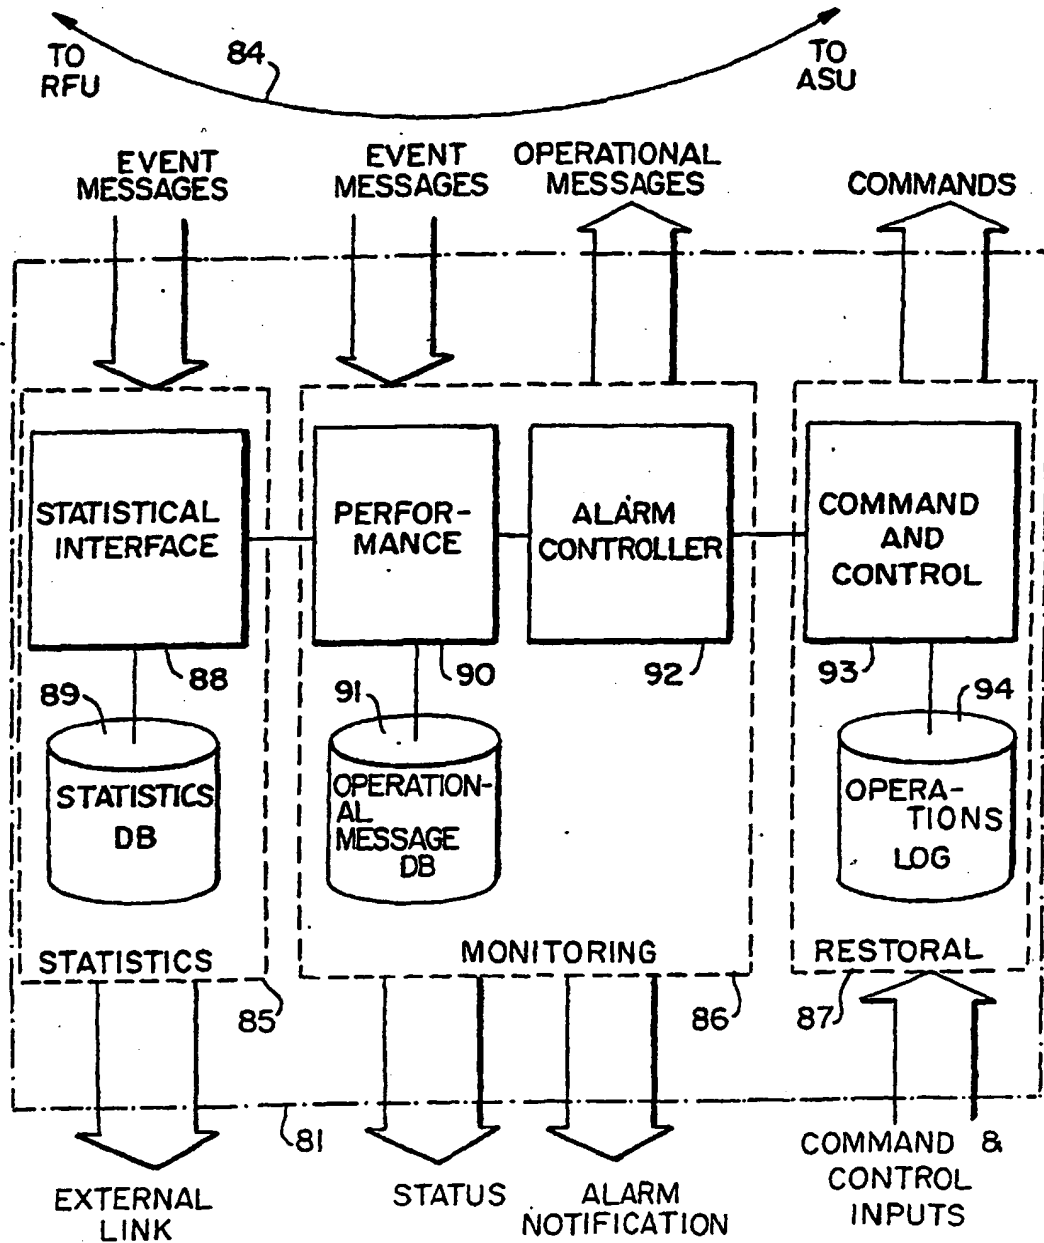 TO
RFU
84
TO
ASU
EVENT
MESSAGES
EVENT
MESSAGES
OPERATIONAL
MESSAGES
COMMANDS
STATISTICAL
INTERFACE
PERFOR-
MANCE
ALARM
CONTROLLER
COMMAND
AND
CONTROL
88
90
92
93
89
91
94
STATISTICS
DB
OPERATION-
AL
MESSAGE
DB
OPERA-
TIONS
LOG
STATISTICS
MONITORING
RESTORAL
85
86
87
81
EXTERNAL
LINK
STATUS
ALARM
NOTIFICATION
COMMAND &
CONTROL
INPUTS